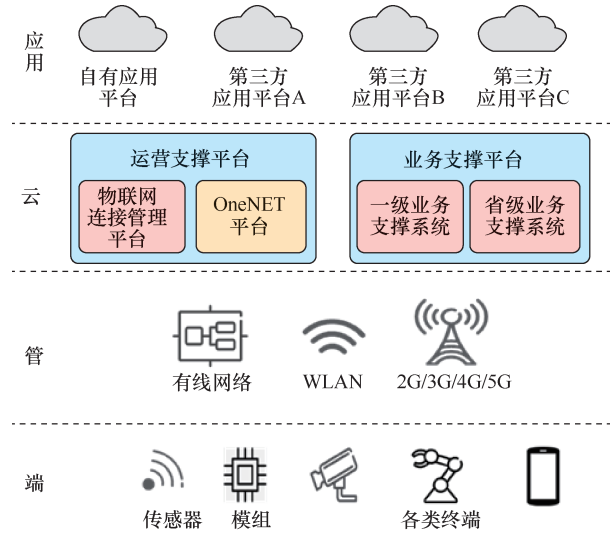 应
用
自有应用
平台
第三方
应用平台A
第三方
应用平台B
第三方
应用平台C
云
运营支撑平台
物联网
连接管理
平台
OneNET
平台
业务支撑平台
一级业务
支撑系统
省级业务
支撑系统
管
有线网络
WLAN
2G/3G/4G/5G
端
传感器
模组
各类终端